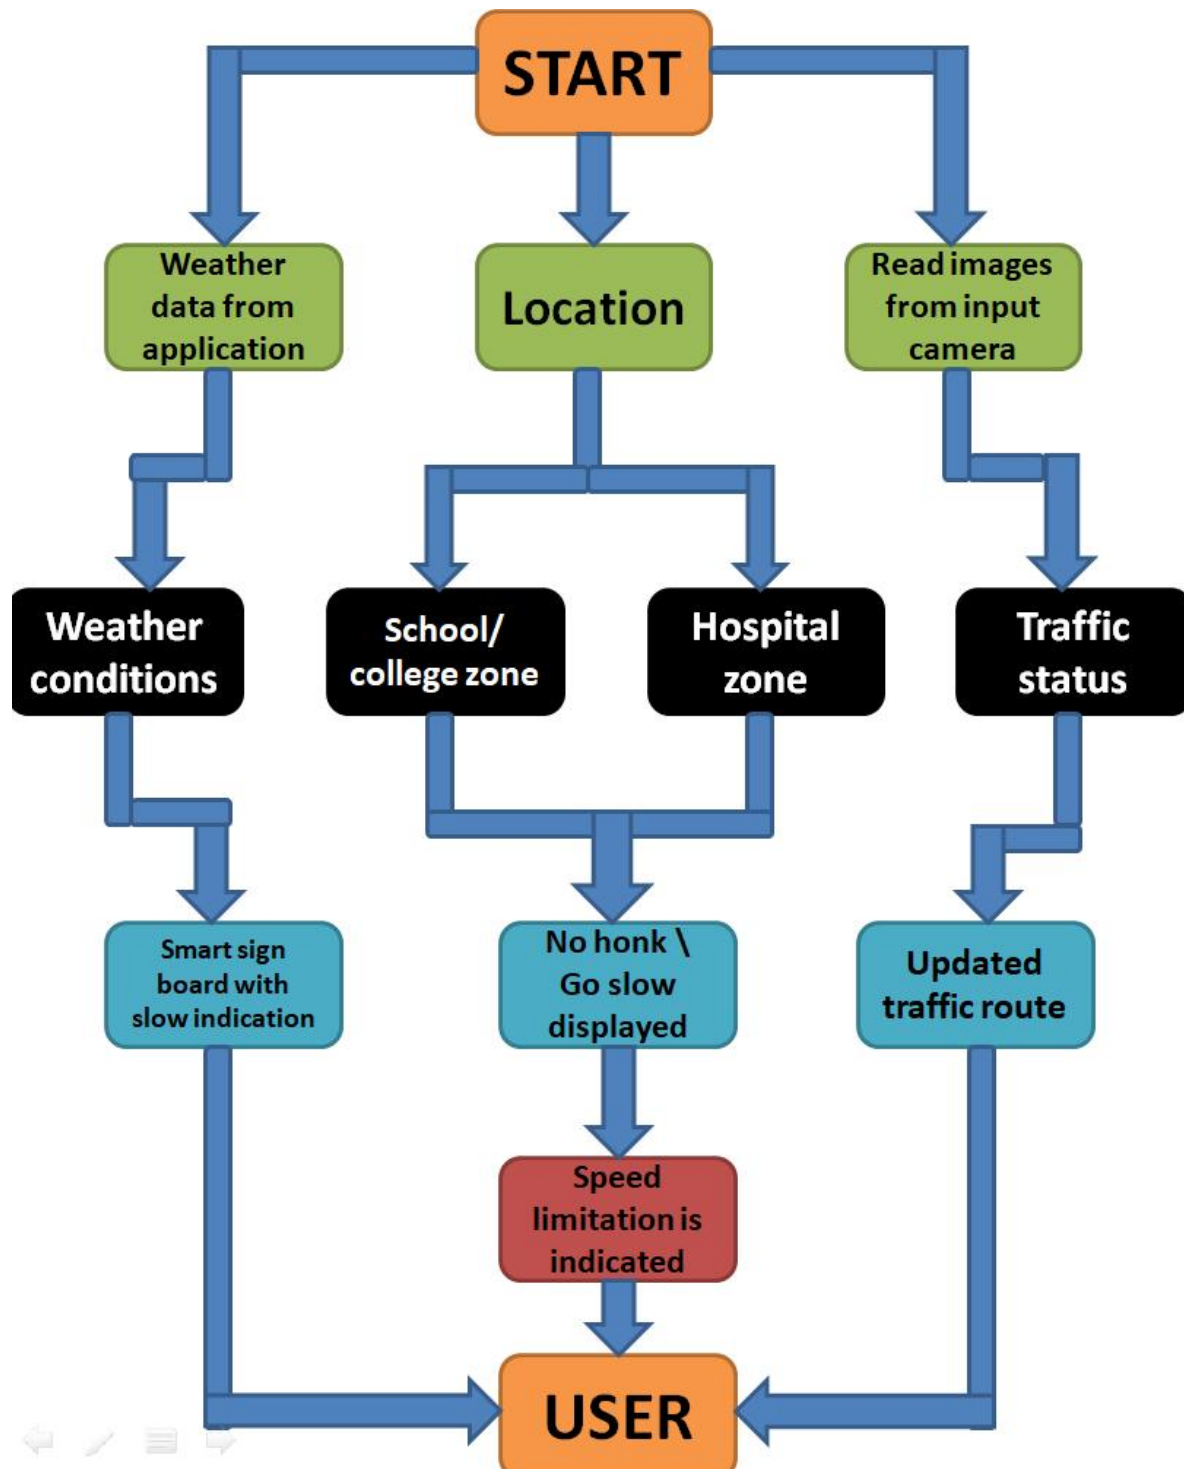 START
Weather
data from
application
Location
Read images
from input
camera
Weather
conditions
School/
college zone
Hospital
zone
Traffic
status
Smart sign
board with
slow indication
No honk \
Go slow
displayed
Updated
traffic route
Speed
limitation is
indicated
USER